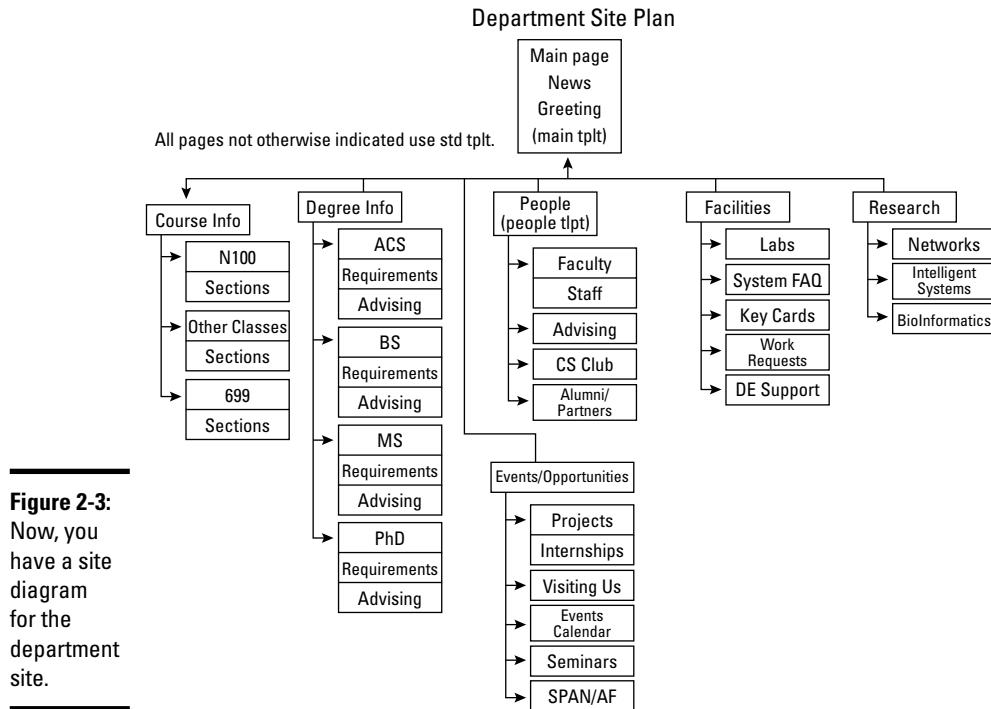 Department Site Plan
Main page
News
Greeting
(main tplt)
All pages not otherwise indicated use std tplt.
Course Info
N100
Sections
Other Classes
Sections
699
Sections
Degree Info
ACS
Requirements
Advising
BS
Requirements
Advising
MS
Requirements
Advising
PhD
Requirements
Advising
People
(people tlpt)
Faculty
Staff
Advising
CS Club
Alumni/
Partners
Events/Opportunities
Projects
Internships
Visiting Us
Events
Calendar
Seminars
SPAN/AF
Facilities
Labs
System FAQ
Key Cards
Work
Requests
DE Support
Research
Networks
Intelligent
Systems
BioInformatics
Figure 2-3:
Now, you
have a site
diagram
for the
department
site.